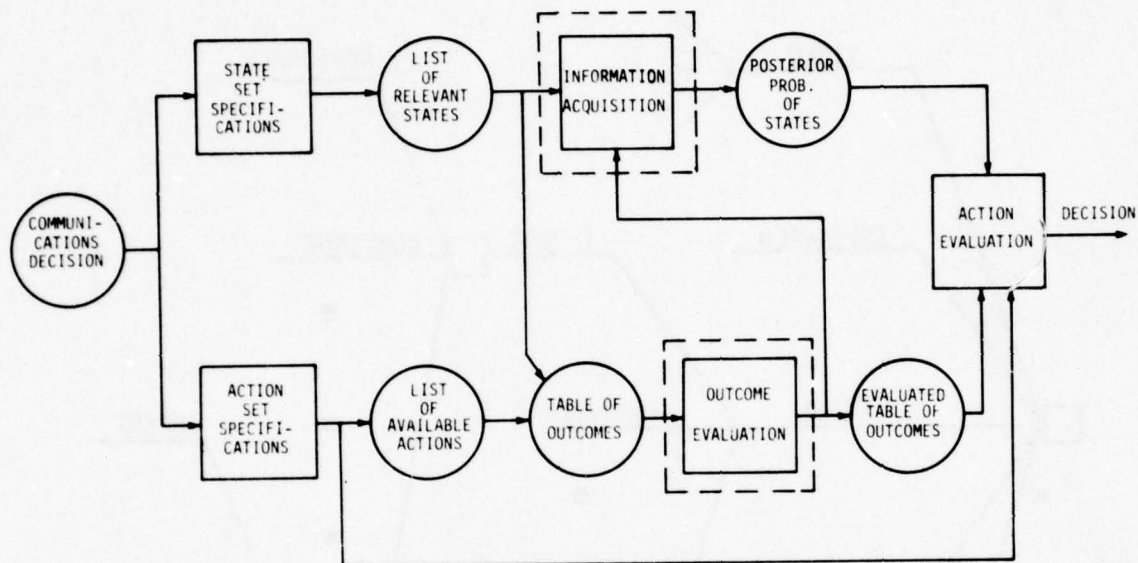 STATE
SET
SPECIFI-
CATIONS
LIST
OF
RELEVANT
STATES
INFORMATION
ACQUISITION
POSTERIOR
PROB.
OF
STATES
COMMUNI-
CATIONS
DECISION
ACTION
EVALUATION
DECISION
ACTION
SET
SPECIFI-
CATIONS
LIST
OF
AVAILABLE
ACTIONS
TABLE OF
OUTCOMES
OUTCOME
EVALUATION
EVALUATED
TABLE OF
OUTCOMES